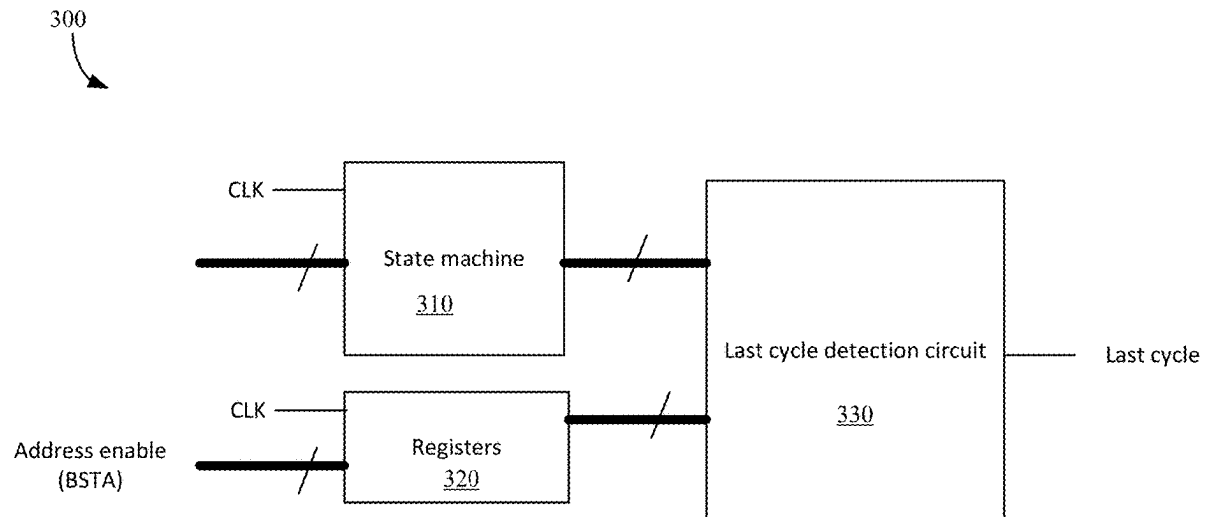 300
CLK
State machine
310
CLK
Registers
320
Address enable
(BSTA)
Last cycle detection circuit
330
Last cycle